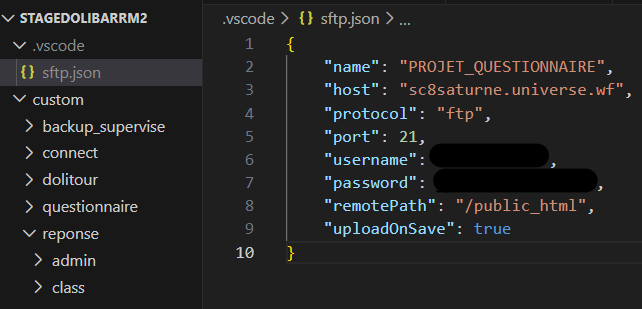 STAGEDOLIBARRM2
.vscode
sftp.json
custom
backup_supervise
connect
dolitour
questionnaire
reponse
admin
class
.vscode > {} sftp.json > ...
1 {
2 "name": "PROJET_QUESTIONNAIRE",
3 "host": "sc8saturne.universe.wf",
4 "protocol": "ftp",
5 "port": 21,
6 "username": ,
7 "password": ,
8 "remotePath": "/public_html",
9 "uploadOnSave": true
10 }